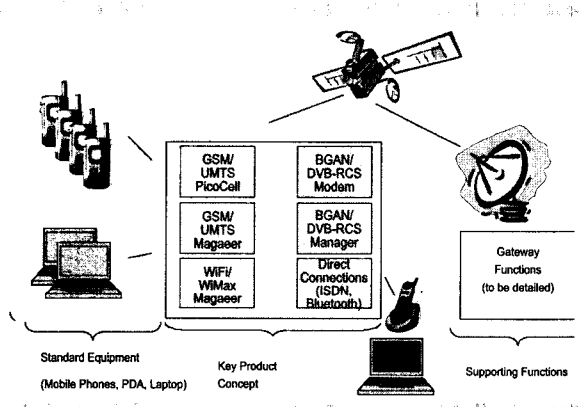 GSM/
UMTS
PicoCell
BGAN/
DVB-RCS
Modem
GSM/
UMTS
Magaeer
BGAN/
DVB-RCS
Manager
WiFi/
WiMax
Magaeer
Direct
Connections
(ISDN,
Bluetooth)
Gateway
Functions
(to be detailed)
Standard Equipment
(Mobile Phones, PDA, Laptop)
Key Product
Concept
Supporting Functions